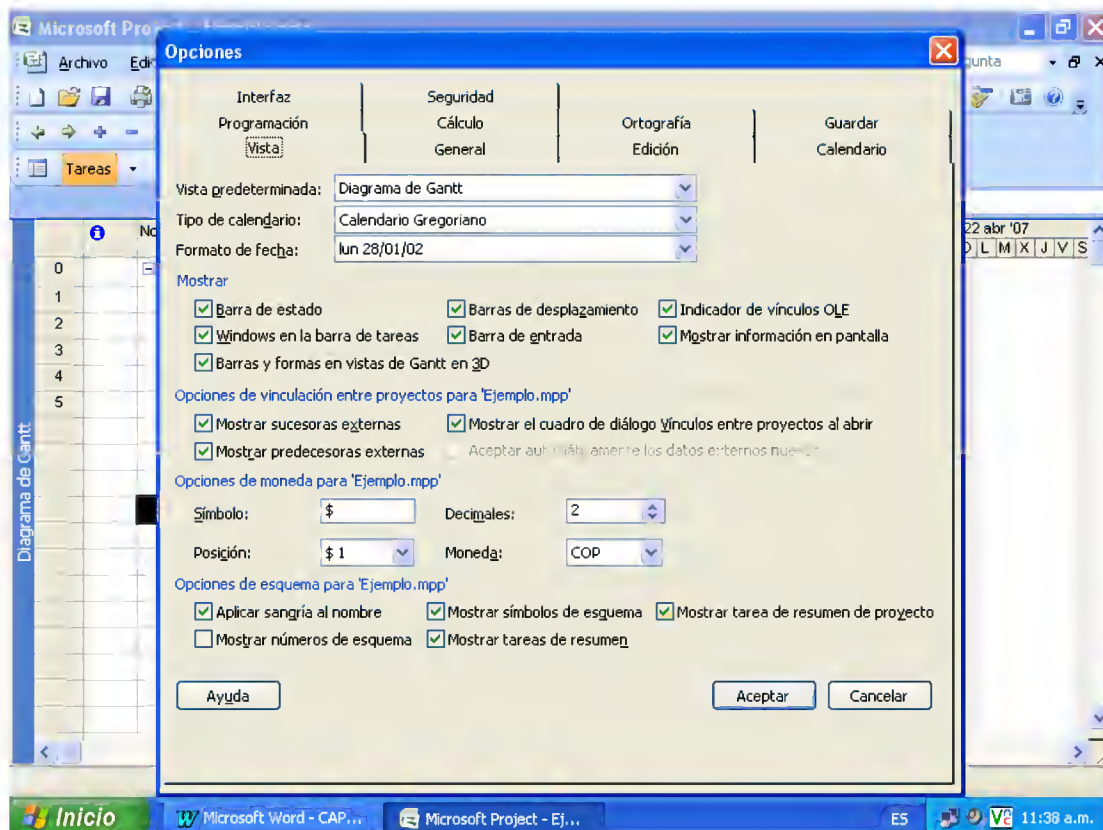 Microsoft Pro
Archivo
Tareas
Diagrama de Gantt
0
1
2
3
4
5
Opciones
Interfaz Seguridad
Programación Cálculo Ortografía Guardar
Vista General Edición Calendario
Vista predeterminada: Diagrama de Gantt
Tipo de calendario: Calendario Gregoriano
Formato de fecha: lun 28/01/02
Mostrar
Barra de estado Barras de desplazamiento Indicador de vínculos OLE
Windows en la barra de tareas Barra de entrada Mostrar información en pantalla
Barras y formas en vistas de Gantt en 3D
Opciones de vinculación entre proyectos para 'Ejemplo.mpp'
Mostrar sucesoras externas Mostrar el cuadro de diálogo Vínculos entre proyectos al abrir
Mostrar predecesoras externas los datos externos
Opciones de moneda para 'Ejemplo.mpp'
Símbolo: $ Decimales: 2
Posición: $ 1 Moneda: COP
Opciones de esquema para 'Ejemplo.mpp'
Aplicar sangría al nombre Mostrar símbolos de esquema Mostrar tarea de resumen de proyecto
Mostrar números de esquema Mostrar tareas de resumen
Ayuda Aceptar Cancelar
22 abr '07
L M X J V S
Inicio Microsoft Word - CAP... Microsoft Project - Ej... ES 11:38 a.m.